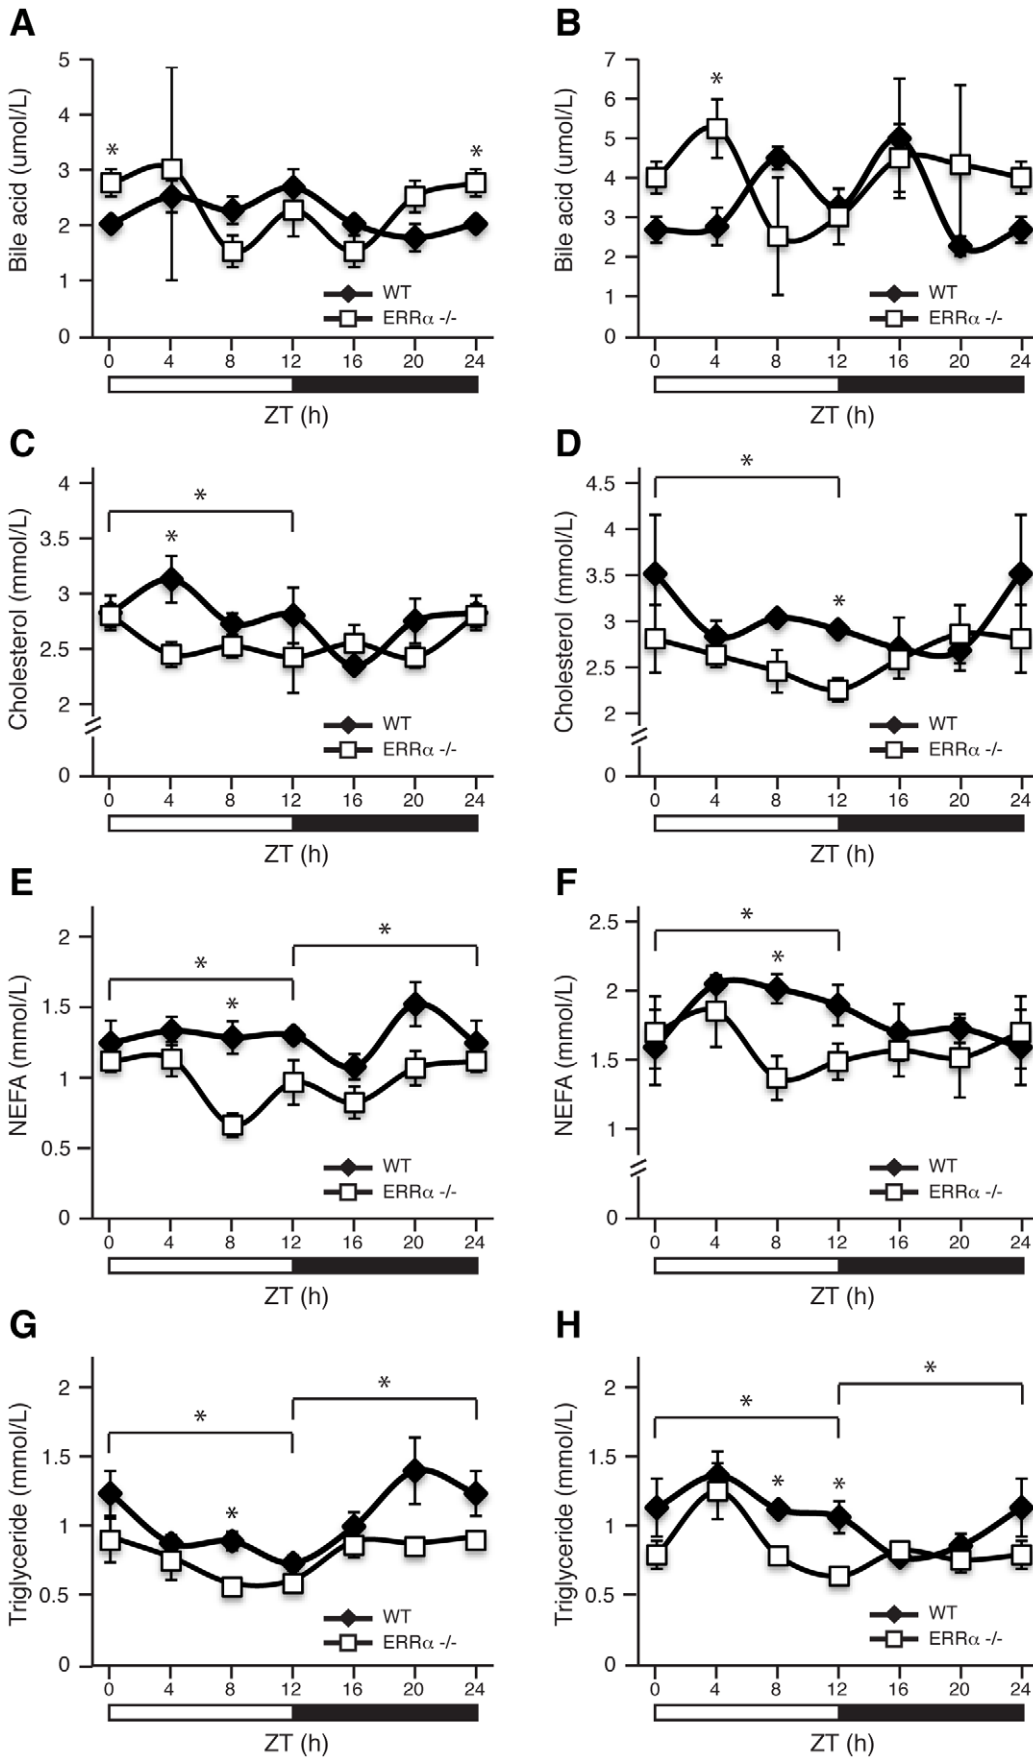 A
Bile acid (umol/L)
5
4
3
2
1
0
*
*
WT
ERRα -/-
0 4 8 12 16 20 24
ZT (h)
B
Bile acid (umol/L)
7
6
5
4
3
2
1
0
*
WT
ERRα -/-
0 4 8 12 16 20 24
ZT (h)
C
Cholesterol (mmol/L)
4
3.5
3
2.5
2
0
*
*
WT
ERRα -/-
0 4 8 12 16 20 24
ZT (h)
D
Cholesterol (mmol/L)
4.5
4
3.5
3
2.5
2
0
*
*
WT
ERRα -/-
0 4 8 12 16 20 24
ZT (h)
E
NEFA (mmol/L)
2
1.5
1
0.5
0
*
*
*
WT
ERRα -/-
0 4 8 12 16 20 24
ZT (h)
F
NEFA (mmol/L)
2.5
2
1.5
1
0
*
*
WT
ERRα -/-
0 4 8 12 16 20 24
ZT (h)
G
Triglyceride (mmol/L)
2
1.5
1
0.5
0
*
*
*
WT
ERRα -/-
0 4 8 12 16 20 24
ZT (h)
H
Triglyceride (mmol/L)
2
1.5
1
0.5
0
*
*
* *
WT
ERRα -/-
0 4 8 12 16 20 24
ZT (h)